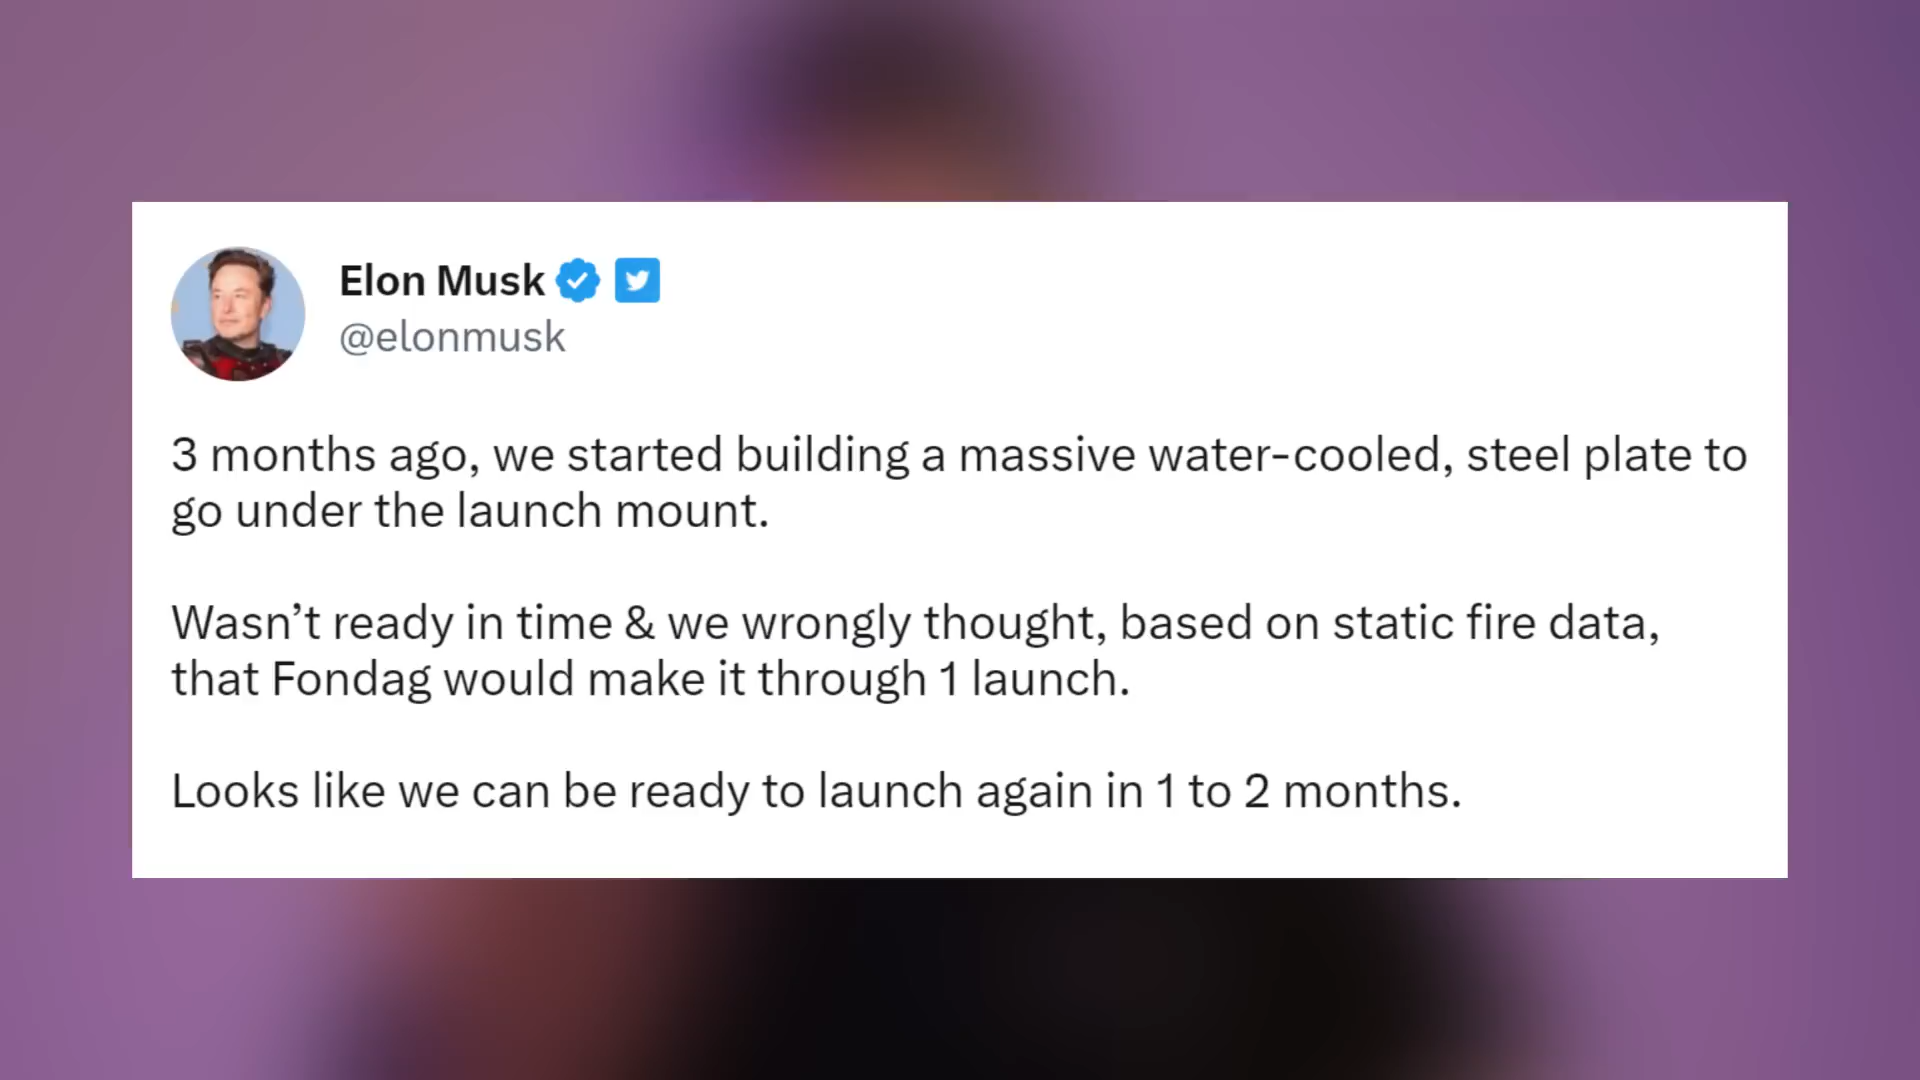 Elon Musk
@elonmusk
3 months ago, we started building a massive water-cooled, steel plate to
go under the launch mount.
Wasn’t ready in time & we wrongly thought, based on static fire data,
that Fondag would make it through 1 launch.
Looks like we can be ready to launch again in 1 to 2 months.